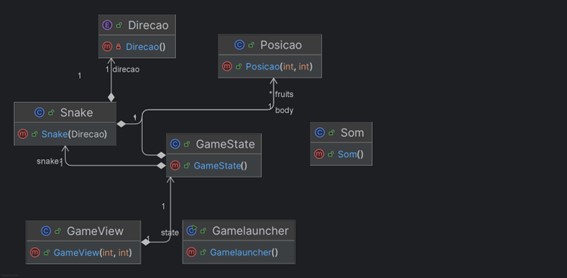 Direcao
Direcao()
1
1 direcao
Posicao
Posicao(int, int)
* fruits
1
body
Snake
Snake(Direcao)
*
1
GameState
GameState()
snake 1
Som
Som()
1
1
state
GameView
GameView(int, int)
Gamelauncher
Gamelauncher()